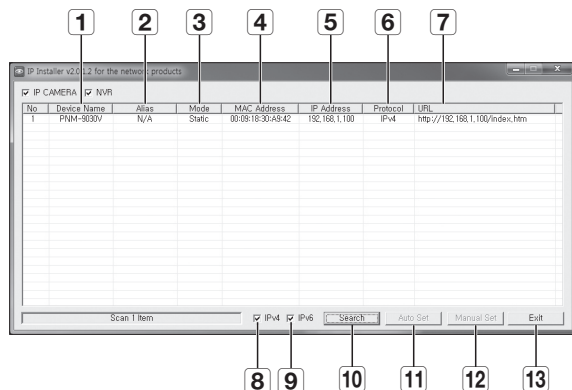 1 2 3 4 5 6 7
IP Installer v2.0.1.2 for the network products
IP CAMERA NVR
No Device Name Alias Mode MAC Address IP Address Protocol URL
1 PNM-9030V N/A Static 00:09:18:30:A9:42 192,168,1,100 IPv4 http://192,168,1,100/index,htm
Scan 1 Item IPv4 IPv6 Search Auto Set Manual Set Exit
8 9 10 11 12 13